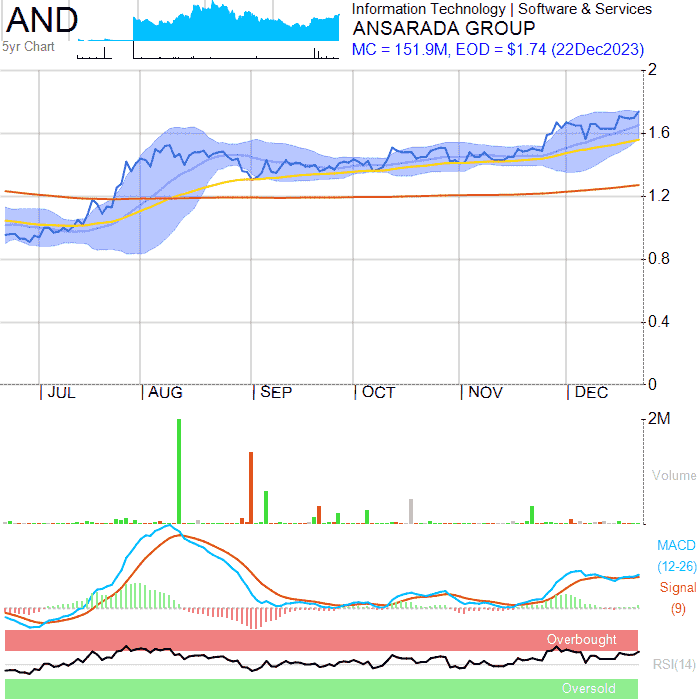 AND
5yr Chart
Information Technology | Software & Services
ANSARADA GROUP
MC = 151.9M, EOD = $1.74 (22Dec2023)
2
1.6
1.2
0.8
0.4
0
JUL AUG SEP OCT NOV DEC
2M
Volume
MACD
(12-26)
Signal
(9)
Overbought
RSI(14)
Oversold